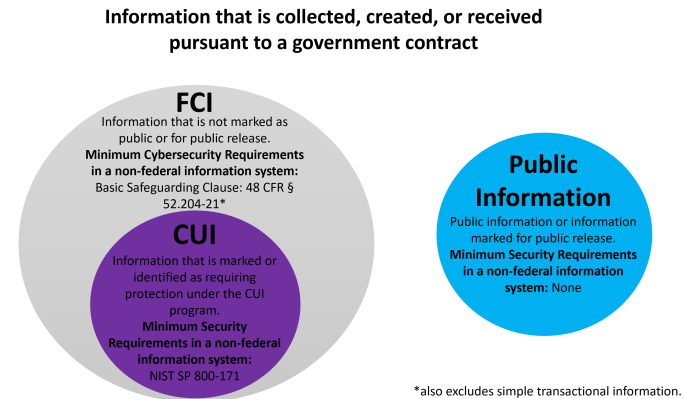 Information that is collected, created, or received
pursuant to a government contract
FCI
Information that is not marked as
public or for public release.
Minimum Cybersecurity Requirements
in a non-federal information system:
Basic Safeguarding Clause: 48 CFR §
52.204-21*
CUI
Information that is marked or
identified as requiring
protection under the CUI
program.
Minimum Security
Requirements in a non-federal
information system:
NIST SP 800-171
Public
Information
Public information or information
marked for public release.
Minimum Security Requirements
in a non-federal information
system: None
*also excludes simple transactional information.